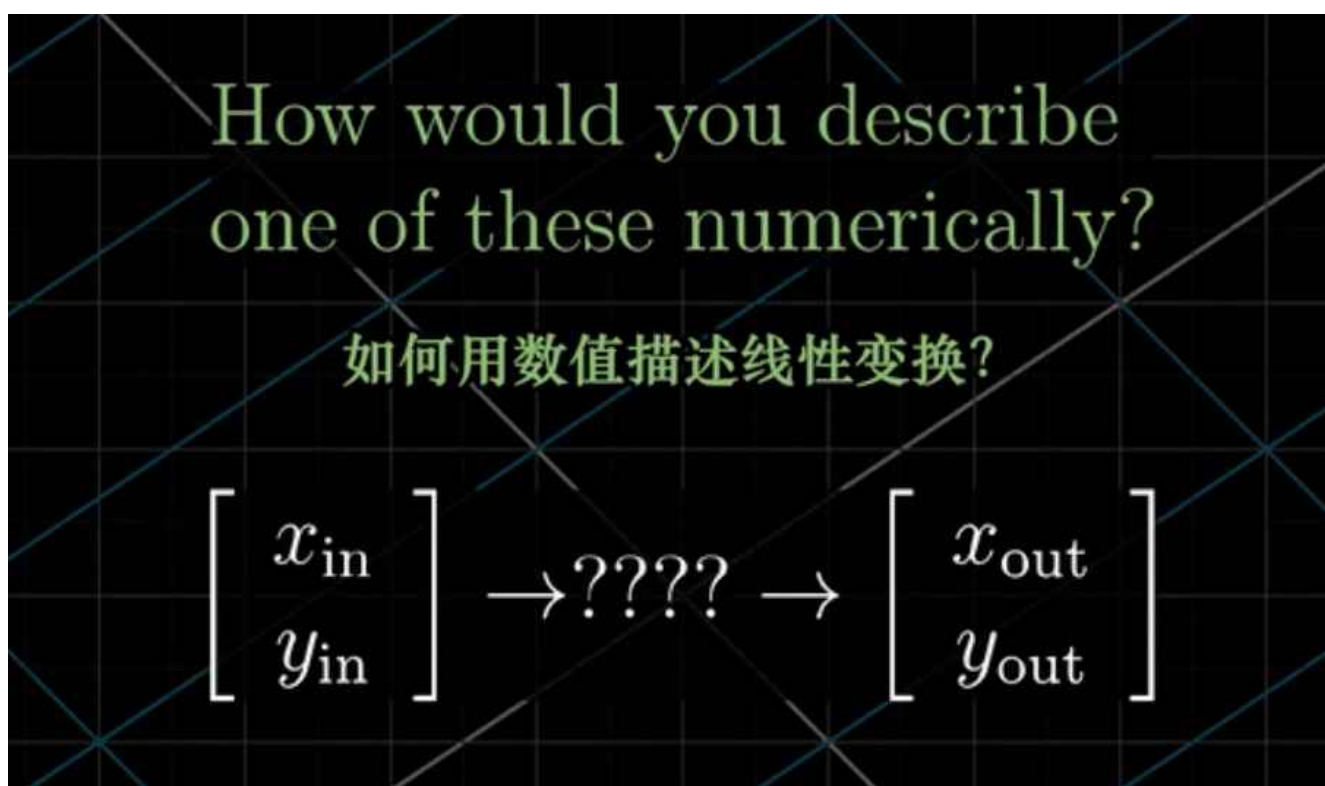 How would you describe
one of these numerically?
如何用数值描述线性变换?
[ x_in y_in ] →????→ [ x_out y_out ]